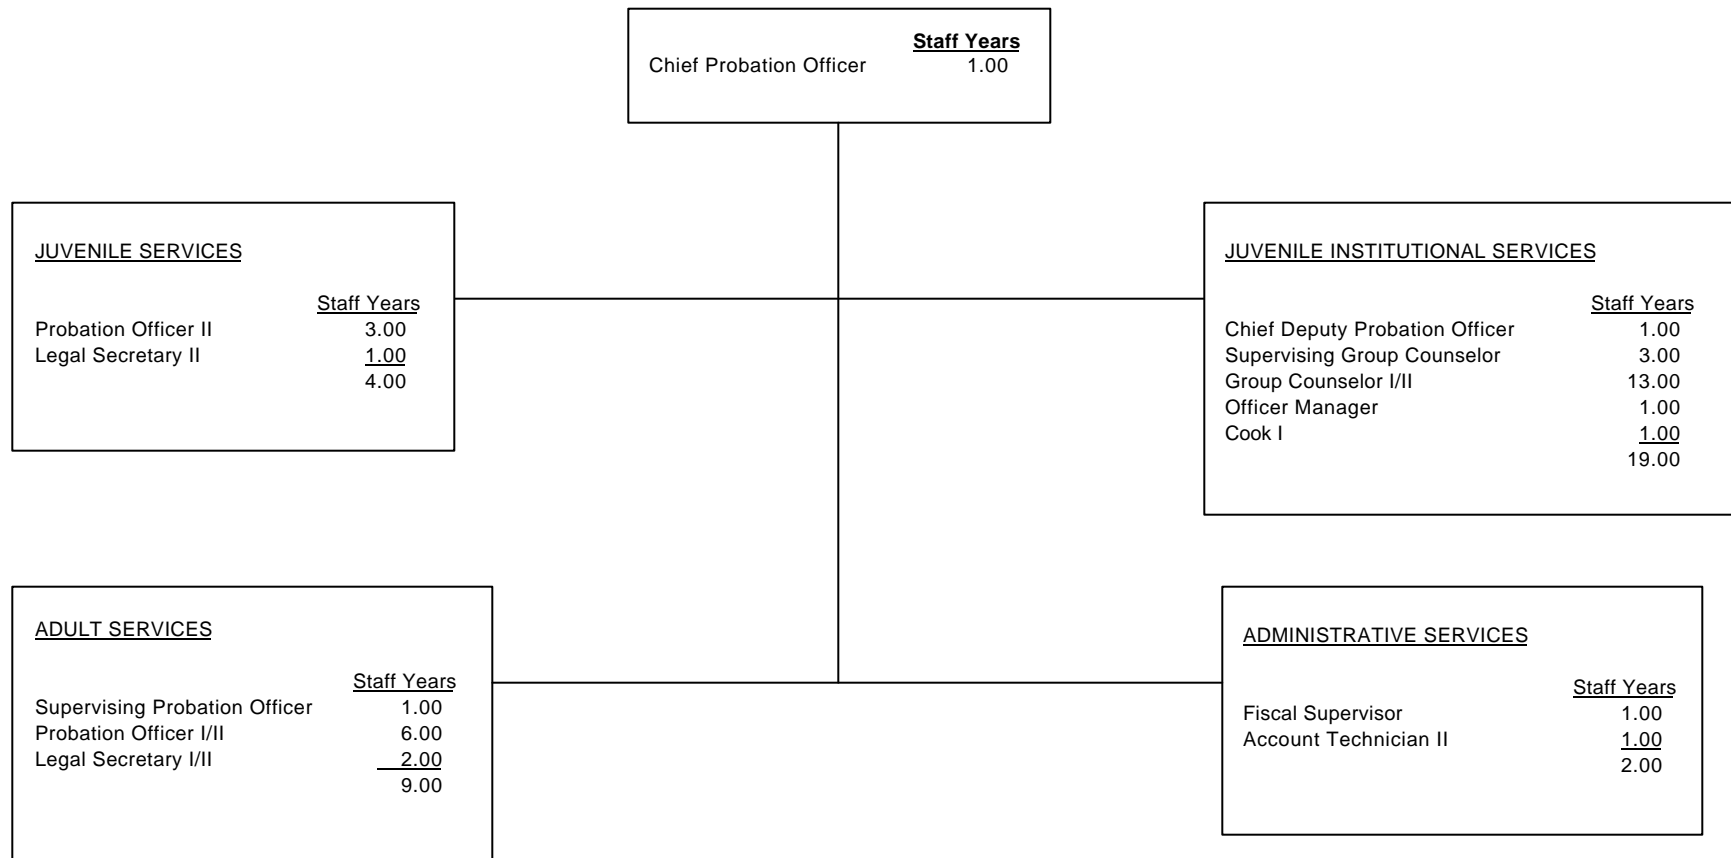 Staff Years
Chief Probation Officer 1.00
JUVENILE SERVICES
Staff Years
Probation Officer II 3.00
Legal Secretary II 1.00
4.00
JUVENILE INSTITUTIONAL SERVICES
Staff Years
Chief Deputy Probation Officer 1.00
Supervising Group Counselor 3.00
Group Counselor I/II 13.00
Officer Manager 1.00
Cook I 1.00
19.00
ADULT SERVICES
Staff Years
Supervising Probation Officer 1.00
Probation Officer I/II 6.00
Legal Secretary I/II 2.00
9.00
ADMINISTRATIVE SERVICES
Staff Years
Fiscal Supervisor 1.00
Account Technician II 1.00
2.00